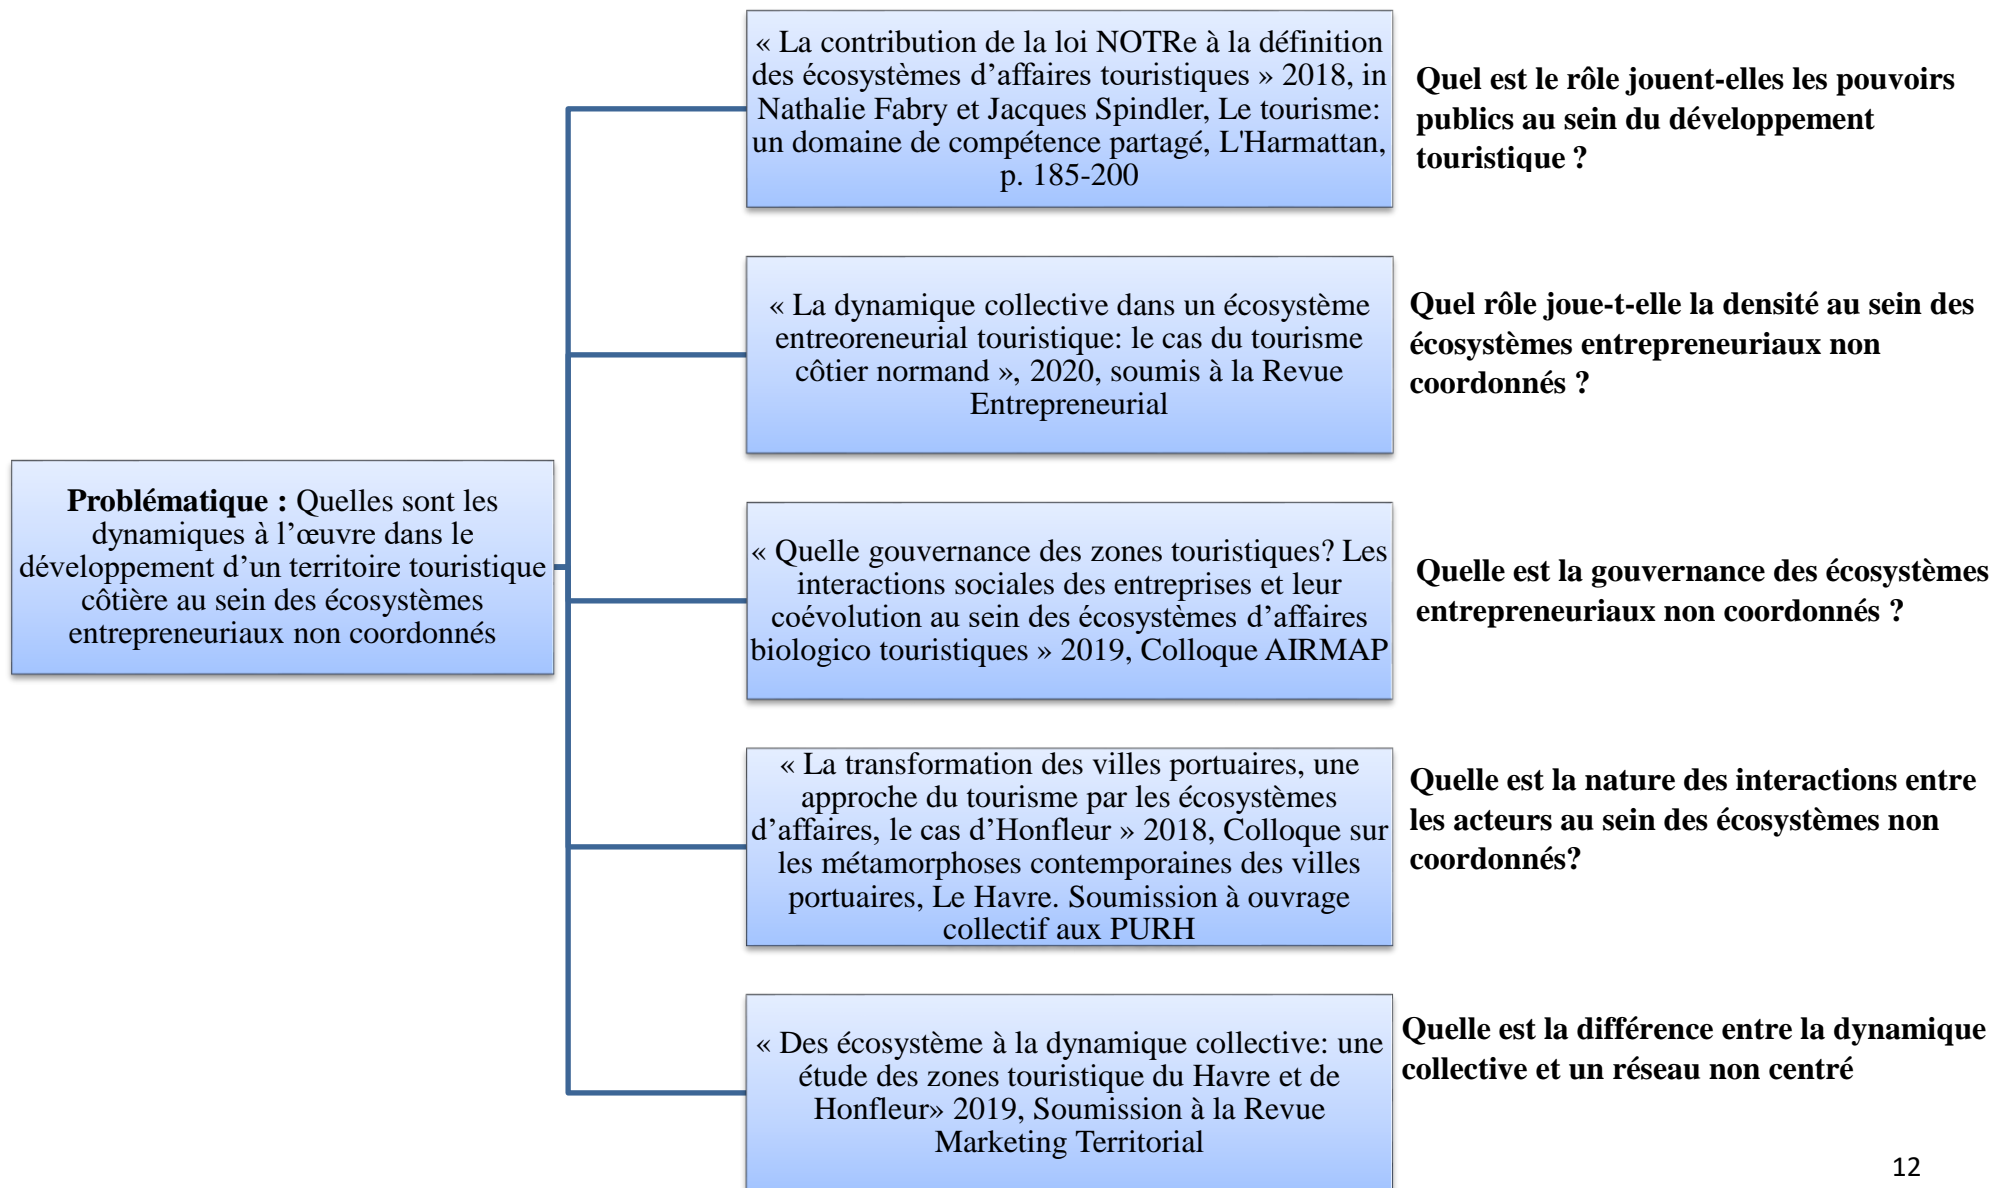 « La contribution de la loi NOTRe à la définition
des écosystèmes d’affaires touristiques » 2018, in
Nathalie Fabry et Jacques Spindler, Le tourisme:
un domaine de compétence partagé, L'Harmattan,
p. 185-200
Quel est le rôle jouent-elles les pouvoirs
publics au sein du développement
touristique ?
« La dynamique collective dans un écosystème
entreoreneurial touristique: le cas du tourisme
côtier normand », 2020, soumis à la Revue
Entrepreneurial
Quel rôle joue-t-elle la densité au sein des
écosystèmes entrepreneuriaux non
coordonnés ?
Problématique : Quelles sont les
dynamiques à l’œuvre dans le
développement d’un territoire touristique
côtière au sein des écosystèmes
entrepreneuriaux non coordonnés
« Quelle gouvernance des zones touristiques? Les
interactions sociales des entreprises et leur
coévolution au sein des écosystèmes d’affaires
biologico touristiques » 2019, Colloque AIRMAP
Quelle est la gouvernance des écosystèmes
entrepreneuriaux non coordonnés ?
« La transformation des villes portuaires, une
approche du tourisme par les écosystèmes
d’affaires, le cas d’Honfleur » 2018, Colloque sur
les métamorphoses contemporaines des villes
portuaires, Le Havre. Soumission à ouvrage
collectif aux PURH
Quelle est la nature des interactions entre
les acteurs au sein des écosystèmes non
coordonnés?
« Des écosystème à la dynamique collective: une
étude des zones touristique du Havre et de
Honfleur» 2019, Soumission à la Revue
Marketing Territorial
Quelle est la différence entre la dynamique
collective et un réseau non centré
12